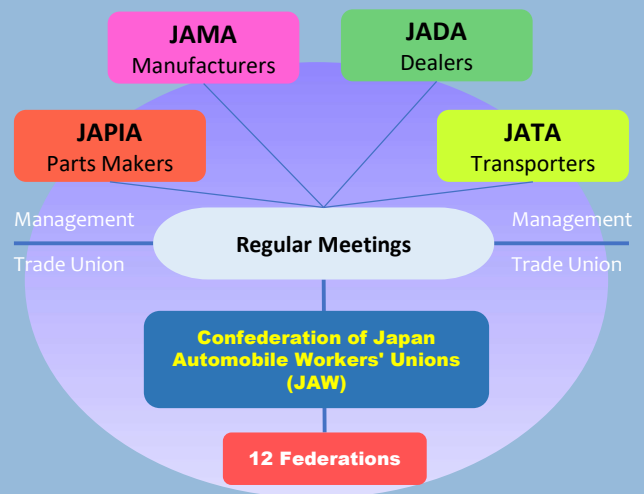 JAMA
Manufacturers
JADA
Dealers
JAPIA
Parts Makers
JATA
Transporters
Management
Trade Union
Regular Meetings
Management
Trade Union
Confederation of Japan
Automobile Workers' Unions
(JAW)
12 Federations